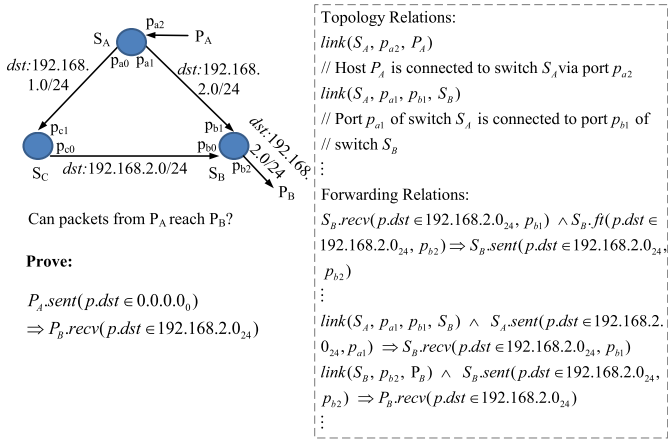 p_a2
S_A
P_A
p_a0 p_a1
dst:192.168.
1.0/24
dst:192.168.
2.0/24
p_c1
p_c0
S_C
dst:192.168.2.0/24
p_b1
p_b0
p_b2
S_B
dst:192.168.
2.0/24
P_B
Can packets from P_A reach P_B?
Prove:
P_A.sent(p.dst ∈ 0.0.0.0_0)
⇒ P_B.recv(p.dst ∈ 192.168.2.0_24)
Topology Relations:
link(S_A, p_a2, P_A)
// Host P_A is connected to switch S_A via port p_a2
link(S_A, p_a1, p_b1, S_B)
// Port p_a1 of switch S_A is connected to port p_b1 of
// switch S_B
⋮
Forwarding Relations:
S_B.recv(p.dst ∈ 192.168.2.0_24, p_b1) ∧ S_B.ft(p.dst ∈
192.168.2.0_24, p_b2) ⇒ S_B.sent(p.dst ∈ 192.168.2.0_24,
p_b2)
⋮
link(S_A, p_a1, p_b1, S_B) ∧ S_A.sent(p.dst ∈ 192.168.2.
0_24, p_a1) ⇒ S_B.recv(p.dst ∈ 192.168.2.0_24, p_b1)
link(S_B, p_b2, P_B) ∧ S_B.sent(p.dst ∈ 192.168.2.0_24,
p_b2) ⇒ P_B.recv(p.dst ∈ 192.168.2.0_24)
⋮